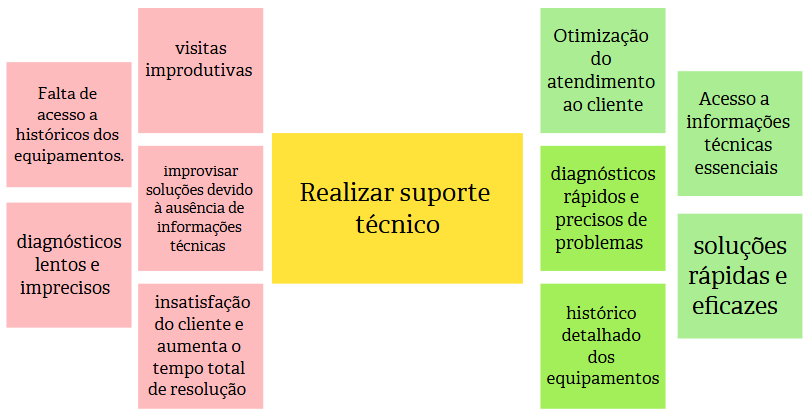 Falta de
acesso a
históricos dos
equipamentos.
diagnósticos
lentos e
imprecisos
visitas
improdutivas
improvisar
soluções devido
à ausência de
informações
técnicas
insatisfação
do cliente e
aumenta o
tempo total
de resolução
Realizar suporte
técnico
Otimização
do
atendimento
ao cliente
diagnósticos
rápidos e
precisos de
problemas
histórico
detalhado
dos
equipamentos
Acesso a
informações
técnicas
essenciais
soluções
rápidas e
eficazes